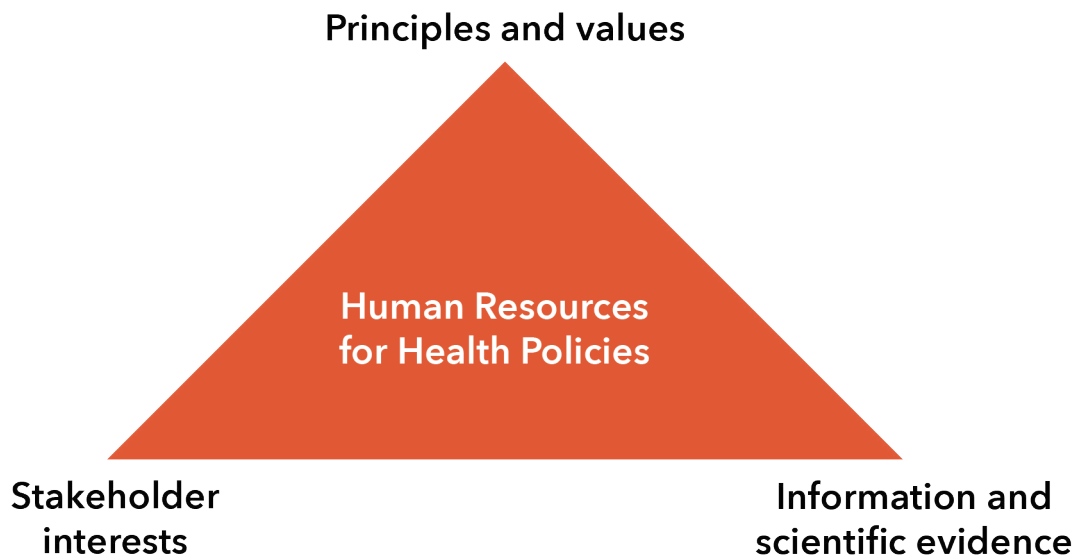 Principles and values
Human Resources
for Health Policies
Stakeholder
interests
Information and
scientific evidence